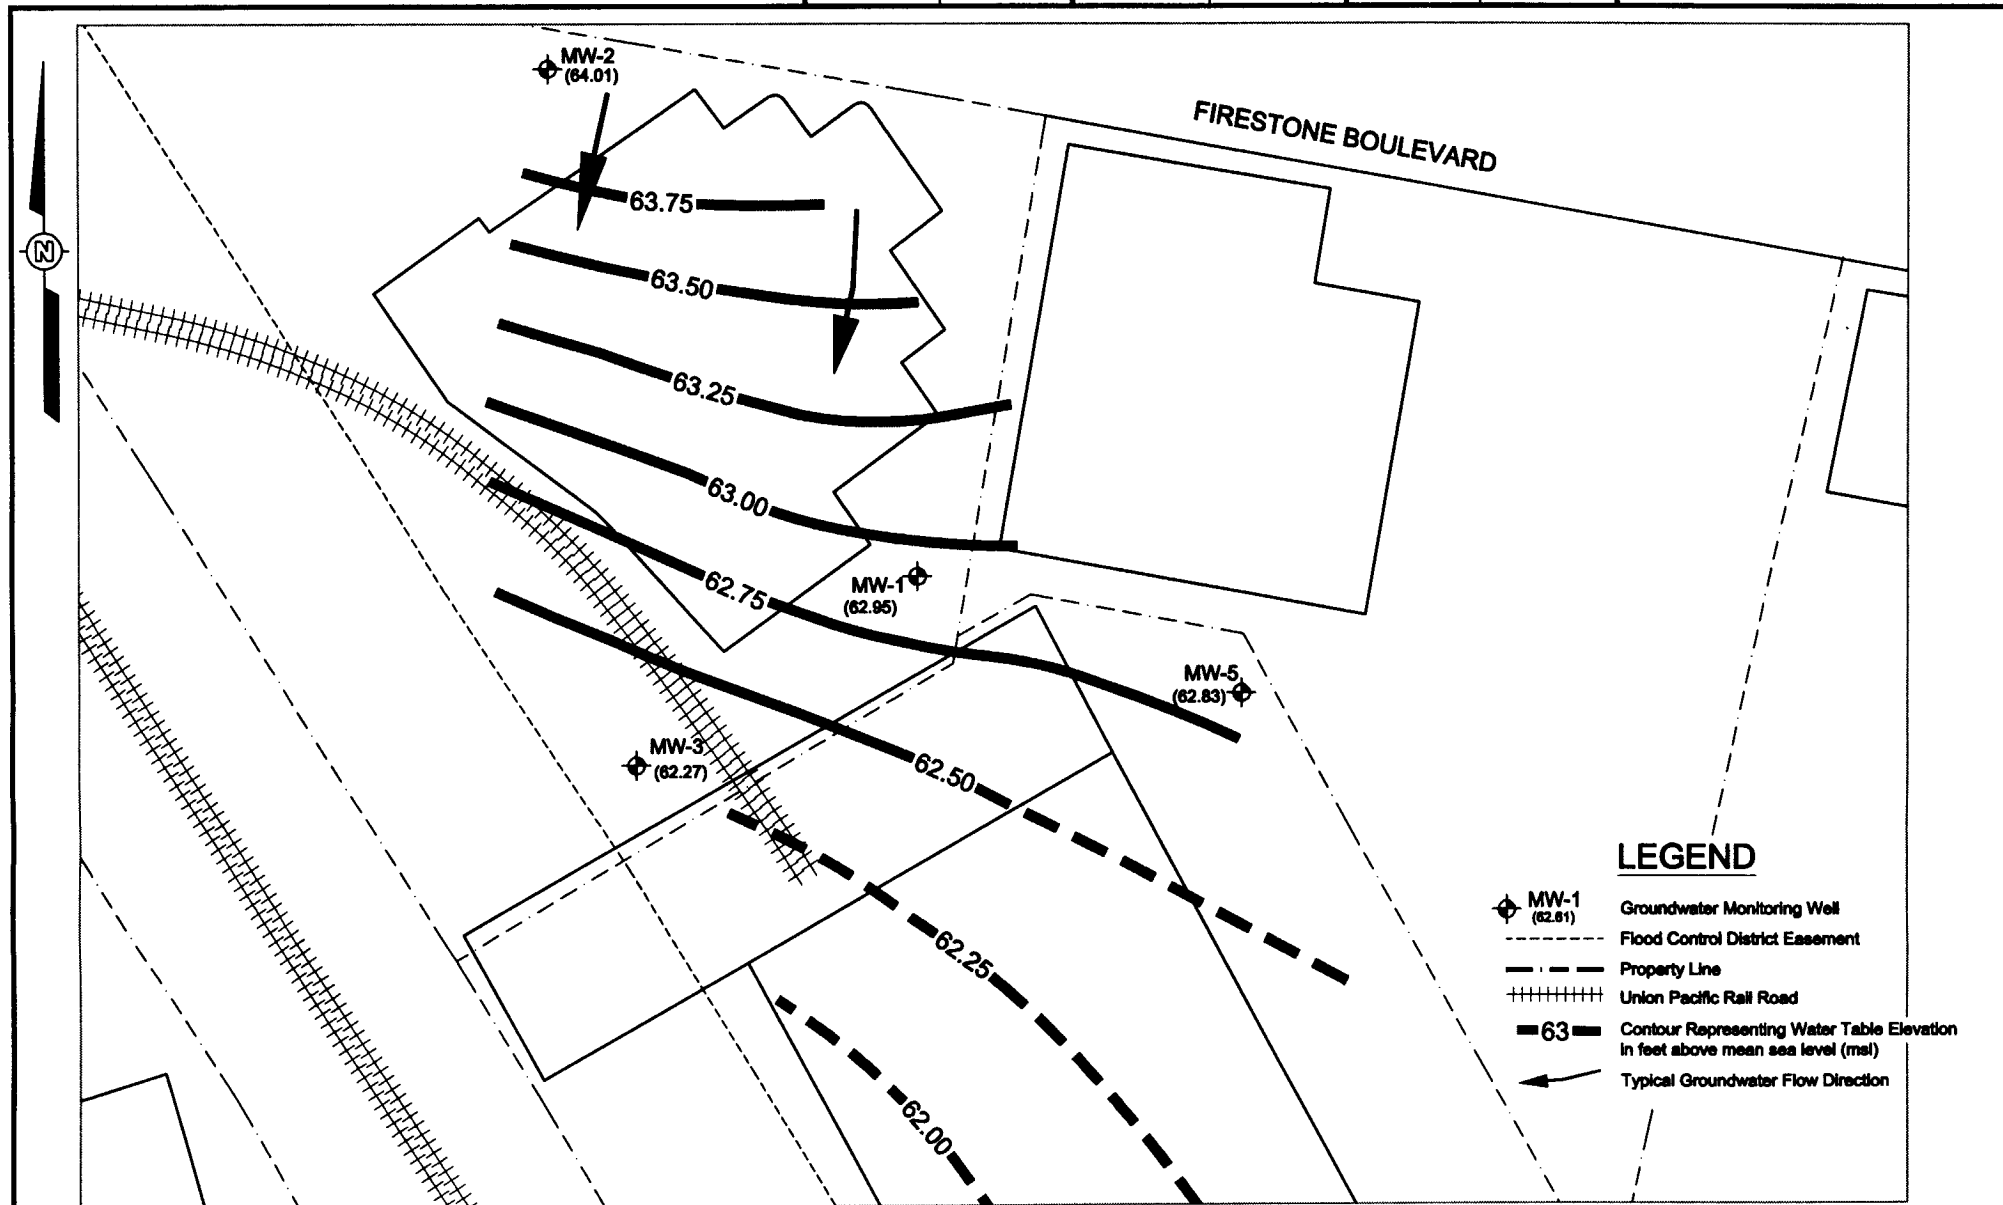 MW-2
(64.01)
FIRESTONE BOULEVARD
63.75
N
63.50
63.25
63.00
62.75
MW-1
(62.95)
MW-5
(62.83)
MW-3
(62.27)
62.50
62.25
62.00
LEGEND
MW-1
(62.61)
Groundwater Monitoring Well
Flood Control District Easement
Property Line
Union Pacific Rail Road
63
Contour Representing Water Table Elevation
in feet above mean sea level (msl)
Typical Groundwater Flow Direction